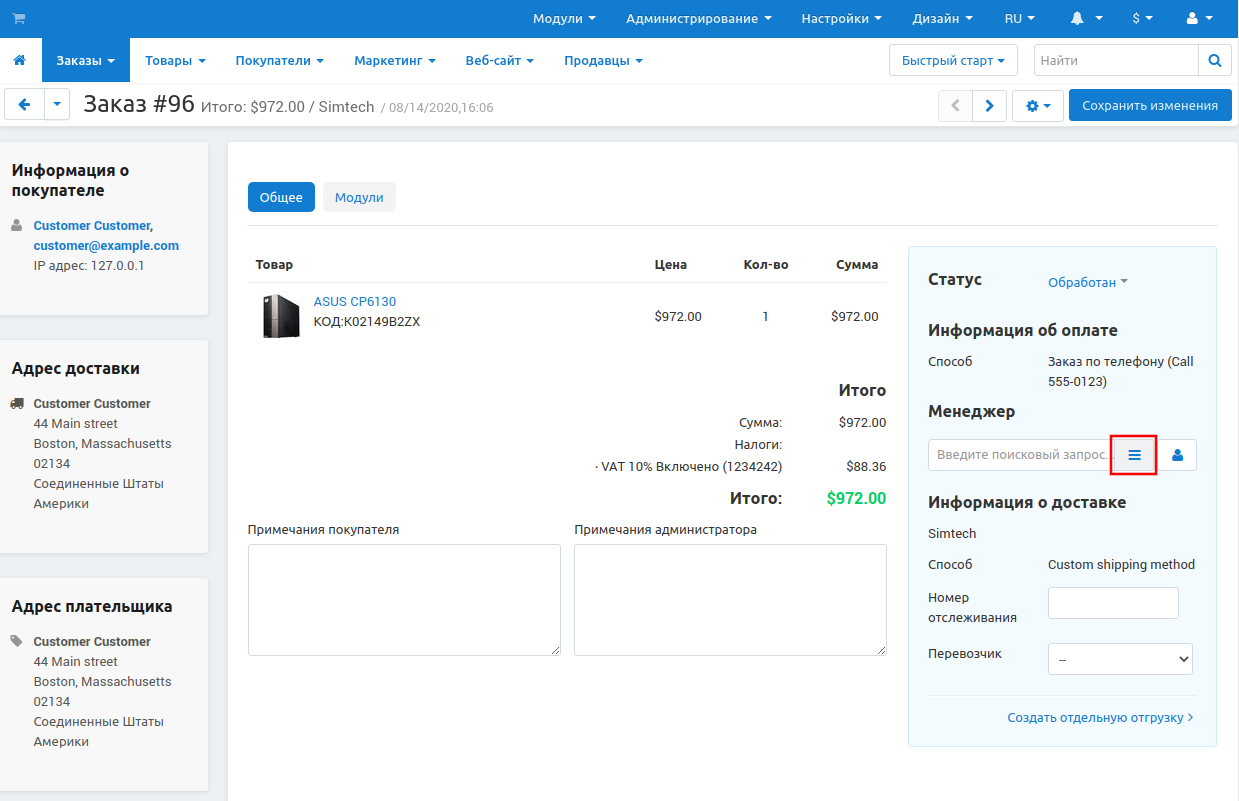 Модули Администрирование Настройки Дизайн RU $
Заказы Товары Покупатели Маркетинг Веб-сайт Продавцы Быстрый старт Найти
Заказ #96 Итого: $972.00 / Simtech / 08/14/2020,16:06 Сохранить изменения
Информация о
покупателе
Customer Customer,
customer@example.com
IP адрес: 127.0.0.1
Адрес доставки
Customer Customer
44 Main street
Boston, Massachusetts
02134
Соединенные Штаты
Америки
Адрес плательщика
Customer Customer
44 Main street
Boston, Massachusetts
02134
Соединенные Штаты
Америки
Общее Модули
Товар Цена Кол-во Сумма
ASUS CP6130
КОД:K02149B2ZX
$972.00 1 $972.00
Итого
Сумма: $972.00
Налоги:
· VAT 10% Включено (1234242) $88.36
Итого: $972.00
Примечания покупателя Примечания администратора
Статус Обработан
Информация об оплате
Способ Заказ по телефону (Call
555-0123)
Менеджер
Введите поисковый запрос...
Информация о доставке
Simtech
Способ Custom shipping method
Номер
отслеживания
Перевозчик --
Создать отдельную отгрузку